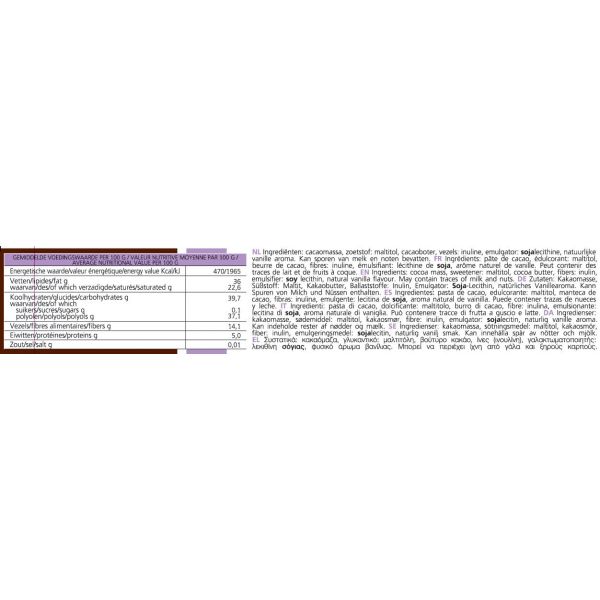 GEMIDDELDE VOEDINGSWAARDE PER 100 G / VALEUR NUTRITIVE MOYENNE PAR 100 G /
AVERAGE NUTRITIONAL VALUE PER 100 G
Energetische waarde/valeur énergétique/energy value Kcal/kJ 470/1965
Vetten/lipides/fat g 36
waarvan/des/of which verzadigde/saturés/saturated g 22,6
Koolhydraten/glucides/carbohydrates g 39,7
waarvan/des/of which
suikers/sucres/sugars g 0,1
polyolen/polyols/polyols g 37,1
Vezels/fibres alimentaires/fibers g 14,1
Eiwitten/protéines/proteins g 5,0
Zout/sel/salt g 0,01
NL Ingrediënten: cacaomassa, zoetstof: maltitol, cacaoboter, vezels: inuline, emulgator: sojalecithine, natuurlijke
vanille aroma. Kan sporen van melk en noten bevatten. FR Ingrédients: pâte de cacao, édulcorant: maltitol,
beurre de cacao, fibres: inuline, émulsifiant: lécithine de soja, arôme naturel de vanille. Peut contenir des
traces de lait et de fruits à coque. EN Ingredients: cocoa mass, sweetener: maltitol, cocoa butter, fibers: inulin,
emulsifier: soy lecithin, natural vanilla flavour. May contain traces of milk and nuts. DE Zutaten: Kakaomasse,
Süßstoff: Maltit, Kakaobutter, Ballaststoffe: Inulin, Emulgator: Soja-Lecithin, natürliches Vanillearoma. Kann
Spuren von Milch und Nüssen enthalten. ES Ingredientes: pasta de cacao, edulcorante: maltitol, manteca de
cacao, fibras: inulina, emulgente: lecitina de soja, aroma natural de vanilla. Puede contener trazas de nueces
y leche. IT Ingredienti: pasta di cacao, dolcificante: maltitolo, burro di cacao, fibre: inulina, emulsionante:
lecitina di soja, aroma naturale di vaniglia. Può contenere tracce di frutta a guscio e latte. DA Ingredienser:
kakaomasse, sødemiddel: maltitol, kakaosmør, fibre: inulin, emulgator: sojalecitin, naturlig vanille aroma.
Kan indeholde rester af nødder og mælk. SE Ingredienser: kakaomassa, sötningsmedel: maltitol, kakaosmör,
fiber: inulin, emulgeringsmedel: sojalecitin, naturlig vanilj smak. Kan innehålla spår av nötter och mjölk.
EL Συστατικά: κακαόμαζα, γλυκαντικό: μαλτιτόλη, βούτυρο κακάο, ίνες (ινουλίνη), γαλακτωματοποιητής:
λεκιθίνη σόγιας, φυσικό άρωμα βανίλιας. Μπορεί να περιέχει ίχνη από γάλα και ξηρούς καρπούς.